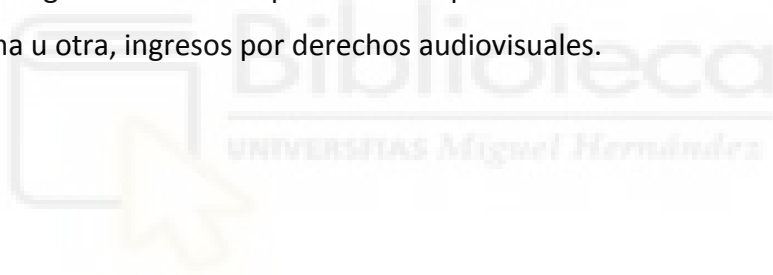 na u otra, ingresos por derechos audiovisuales.
Biblioteca
UNIVERSITAS Miguel Hernández